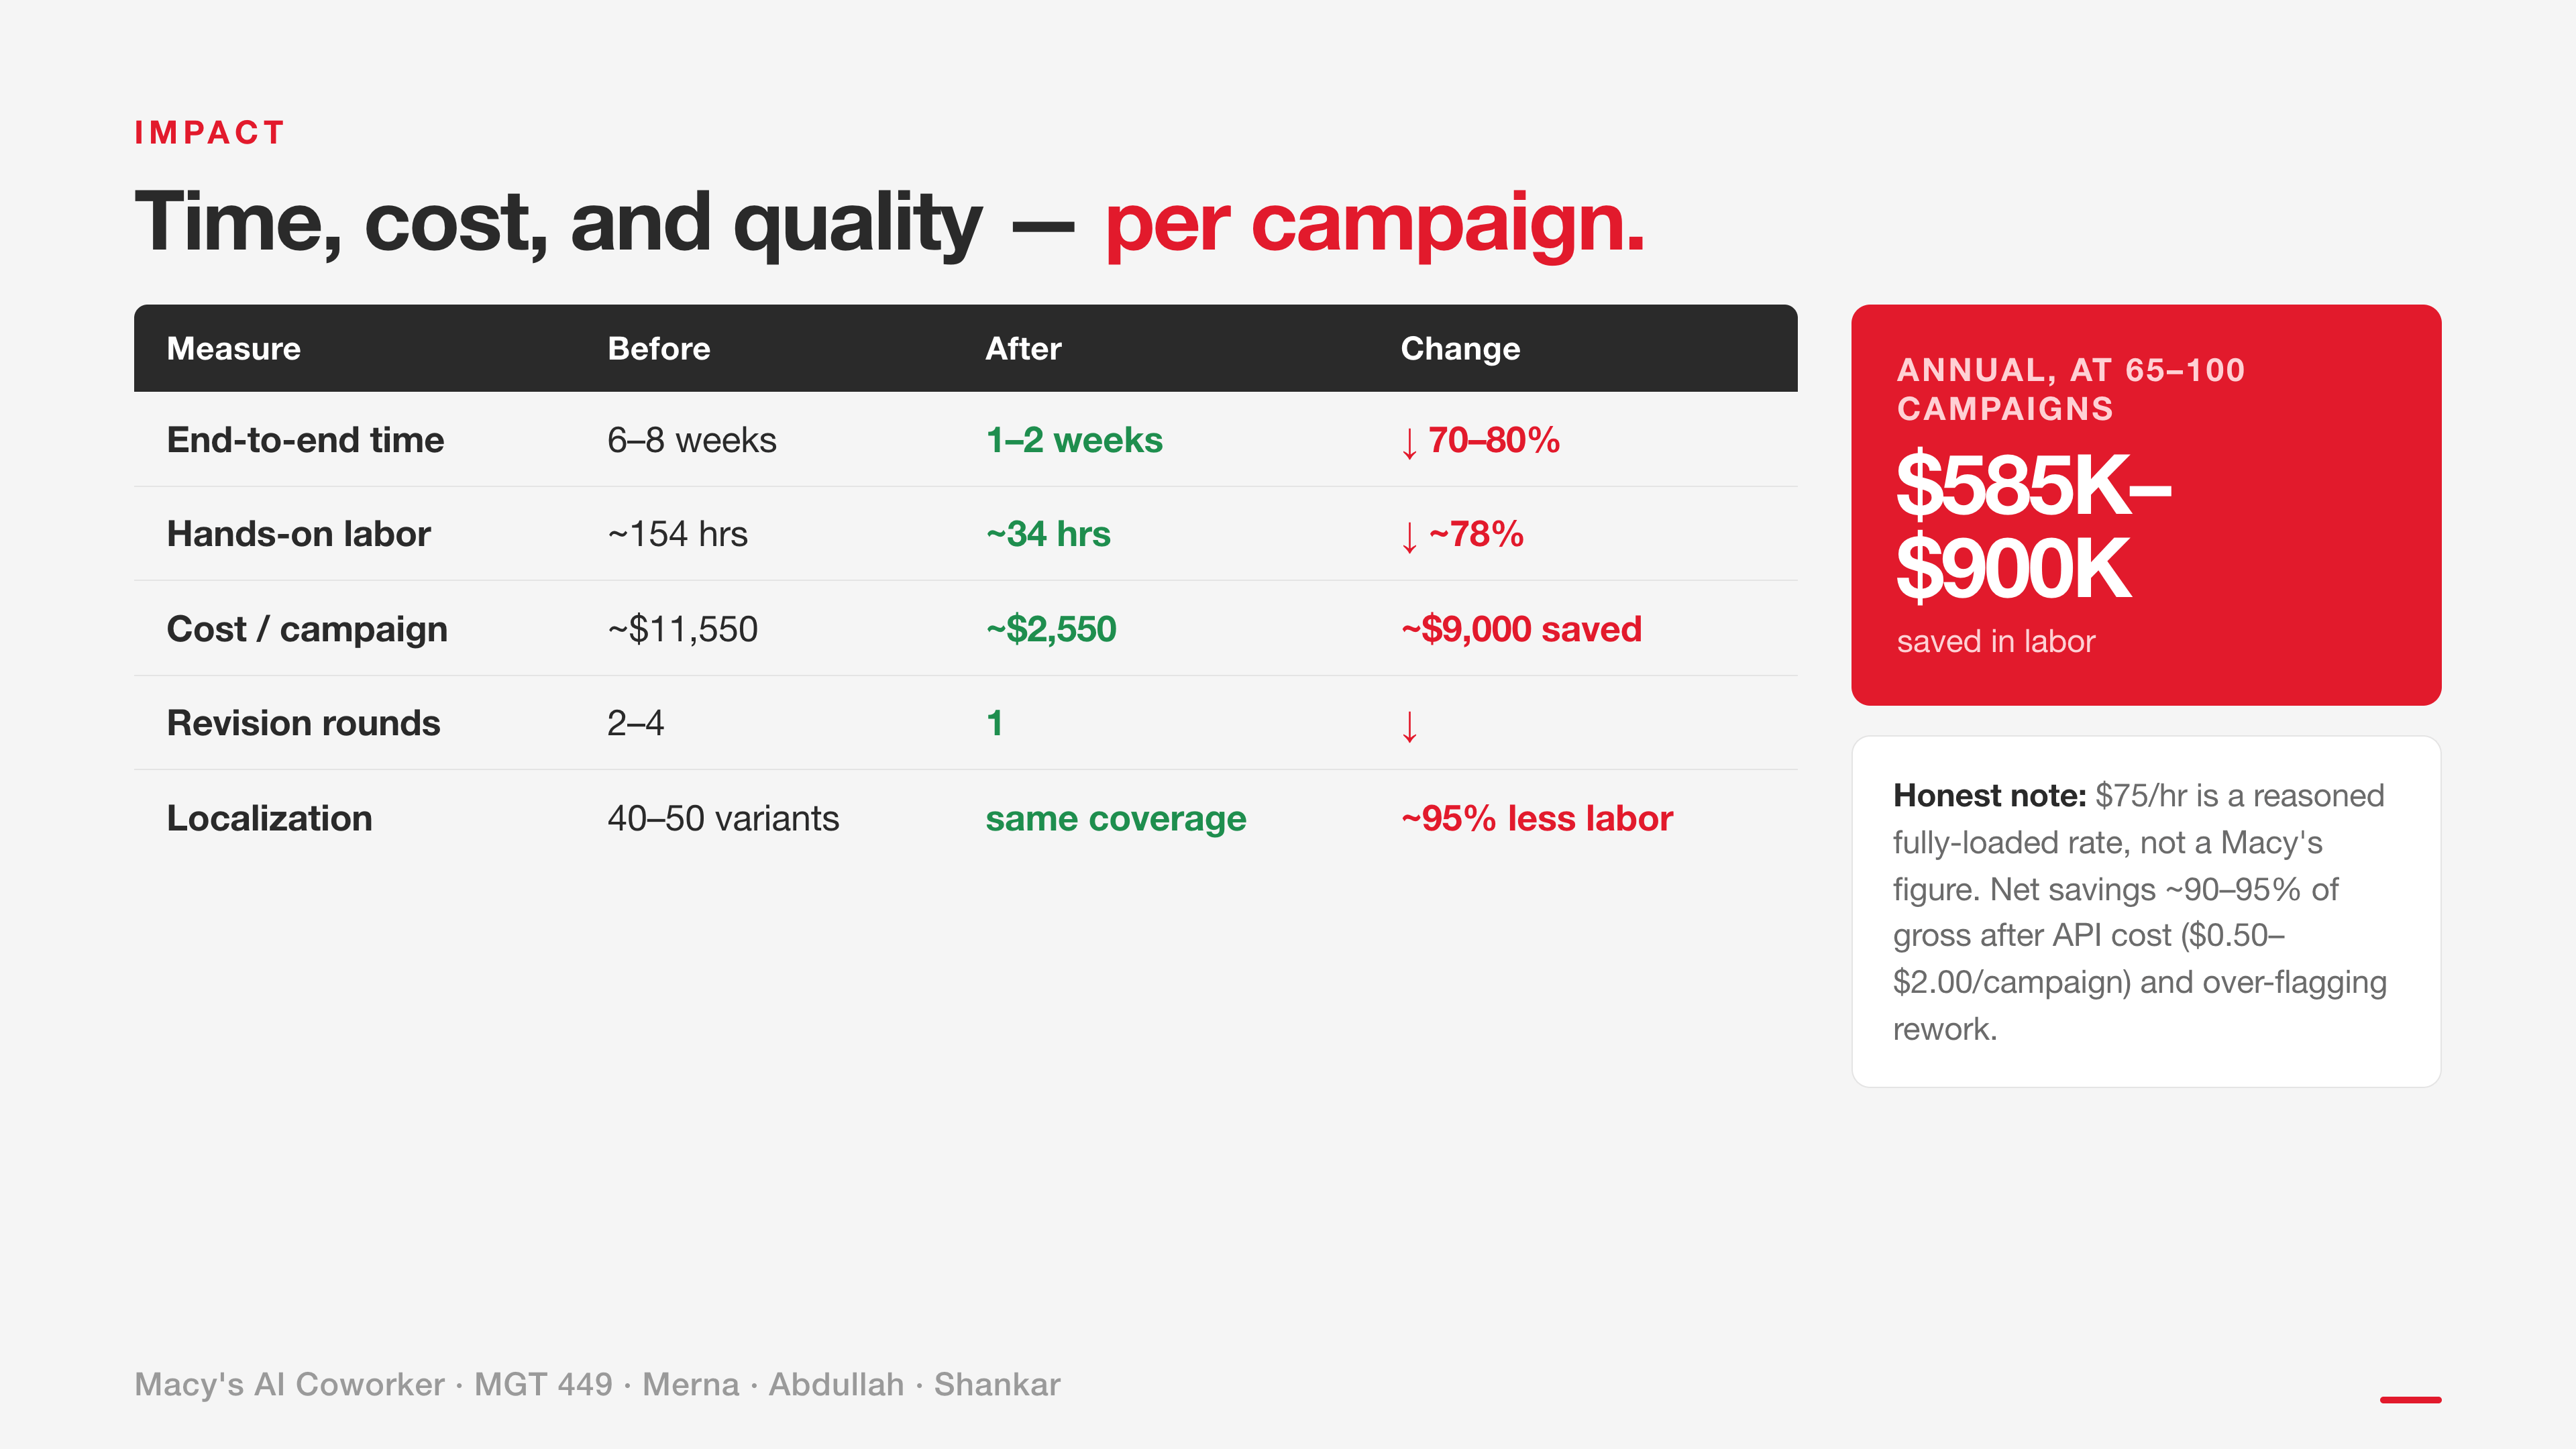 IMPACT
Time, cost, and quality — per campaign.
Measure Before After Change
End-to-end time 6–8 weeks 1–2 weeks ↓ 70–80%
Hands-on labor ~154 hrs ~34 hrs ↓ ~78%
Cost / campaign ~$11,550 ~$2,550 ~$9,000 saved
Revision rounds 2–4 1 ↓
Localization 40–50 variants same coverage ~95% less labor
ANNUAL, AT 65–100
CAMPAIGNS
$585K–
$900K
saved in labor
Honest note: $75/hr is a reasoned
fully-loaded rate, not a Macy's
figure. Net savings ~90–95% of
gross after API cost ($0.50–
$2.00/campaign) and over-flagging
rework.
Macy's AI Coworker · MGT 449 · Merna · Abdullah · Shankar